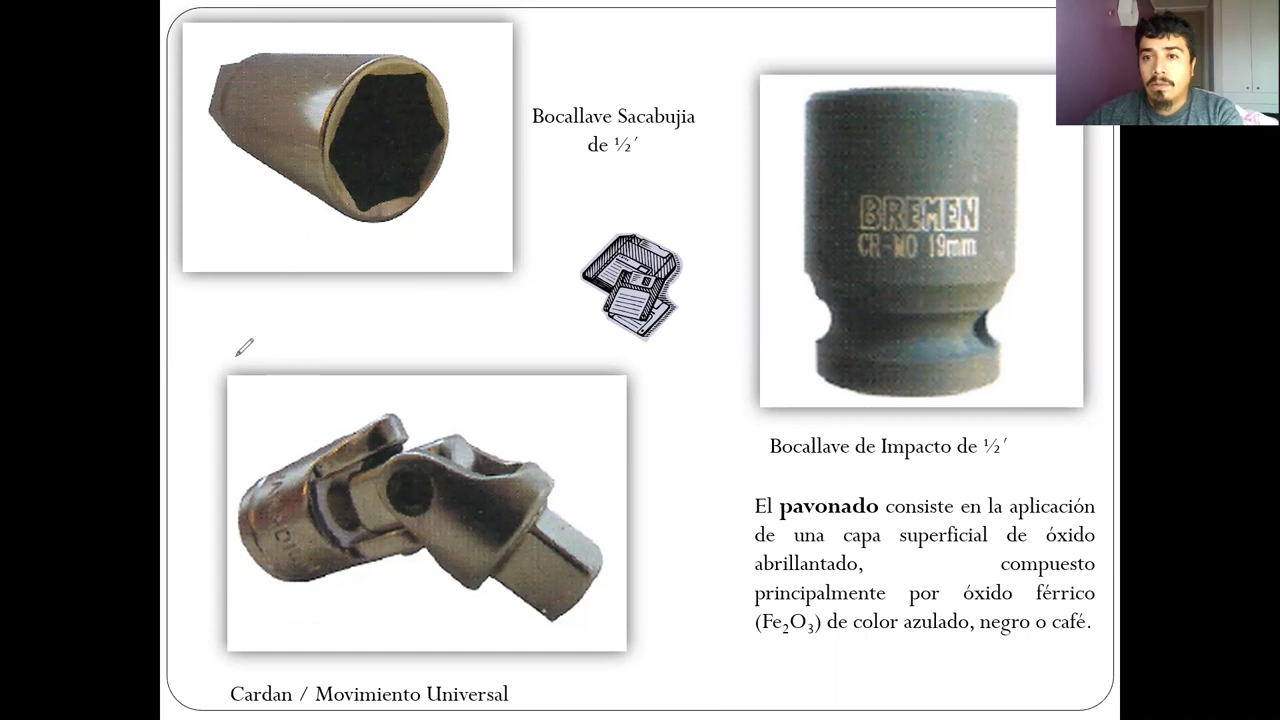 Bocallave Sacabujia
de ½′
BREMEN
CR-MO 19mm
Bocallave de Impacto de ½′
El pavonado consiste en la aplicación
de una capa superficial de óxido
abrillantado, compuesto
principalmente por óxido férrico
(Fe₂O₃) de color azulado, negro o café.
Cardan / Movimiento Universal